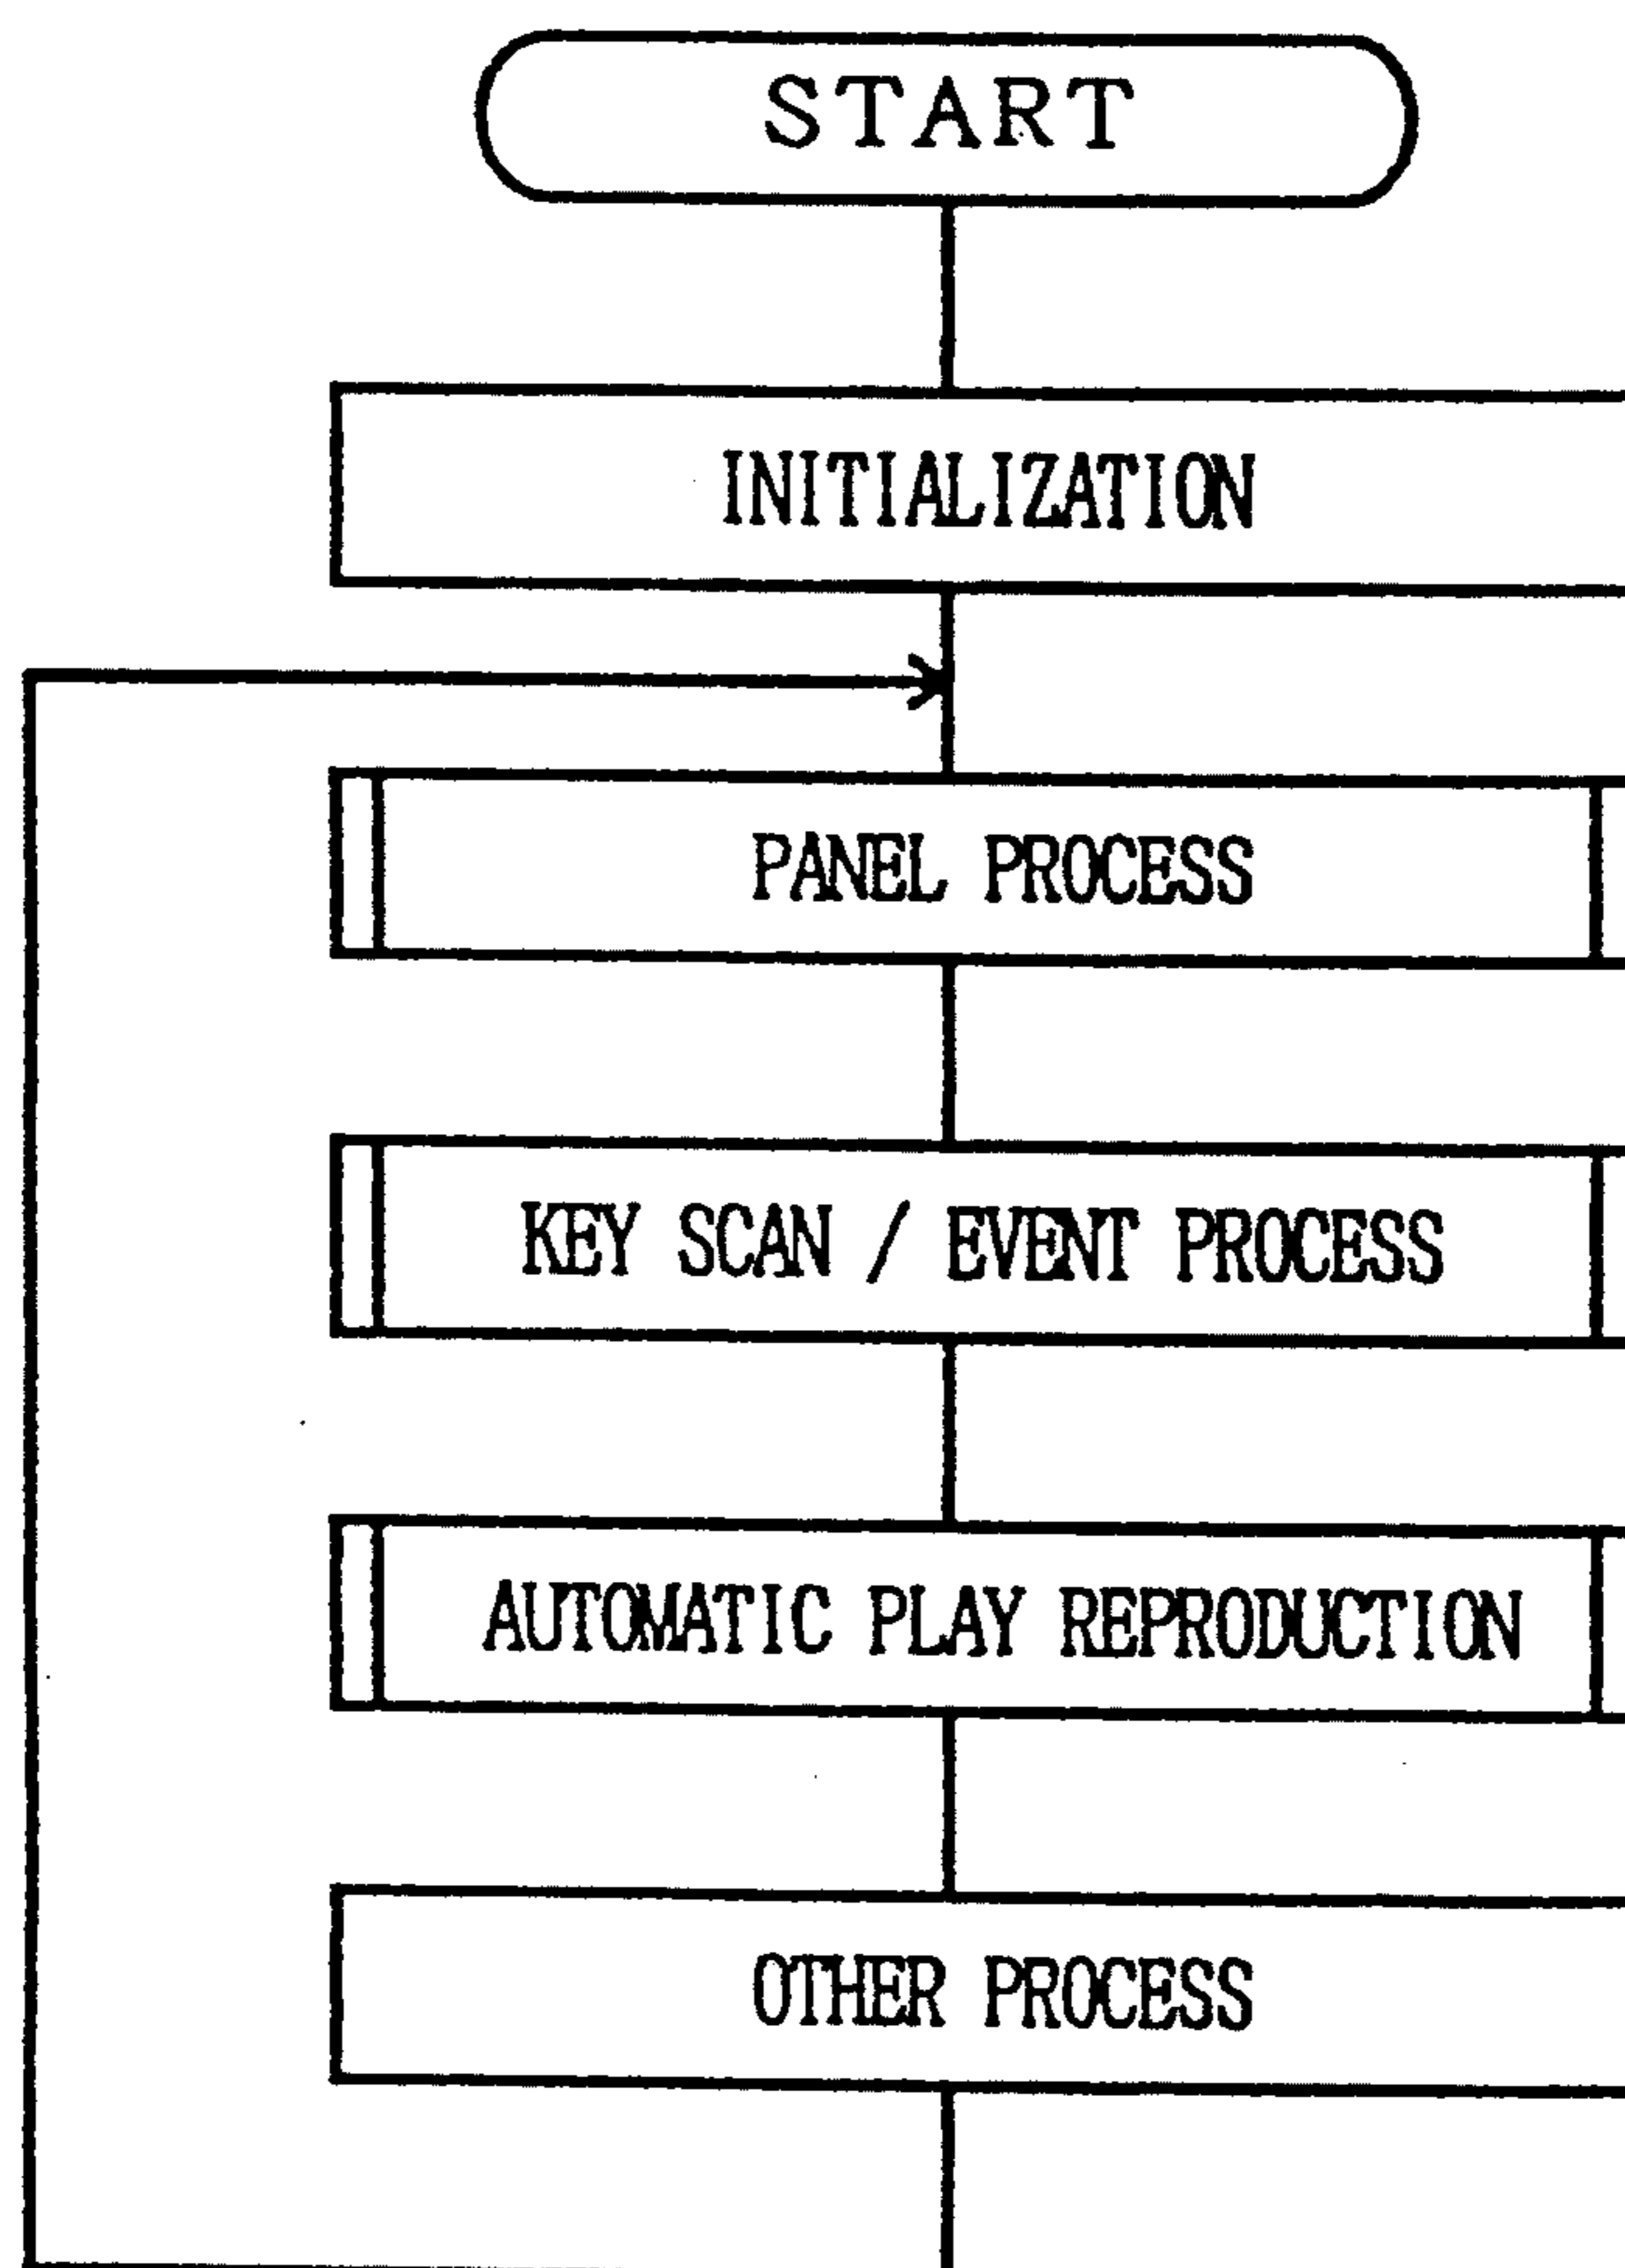 START
INITIALIZATION
PANEL PROCESS
KEY SCAN / EVENT PROCESS
AUTOMATIC PLAY REPRODUCTION
OTHER PROCESS